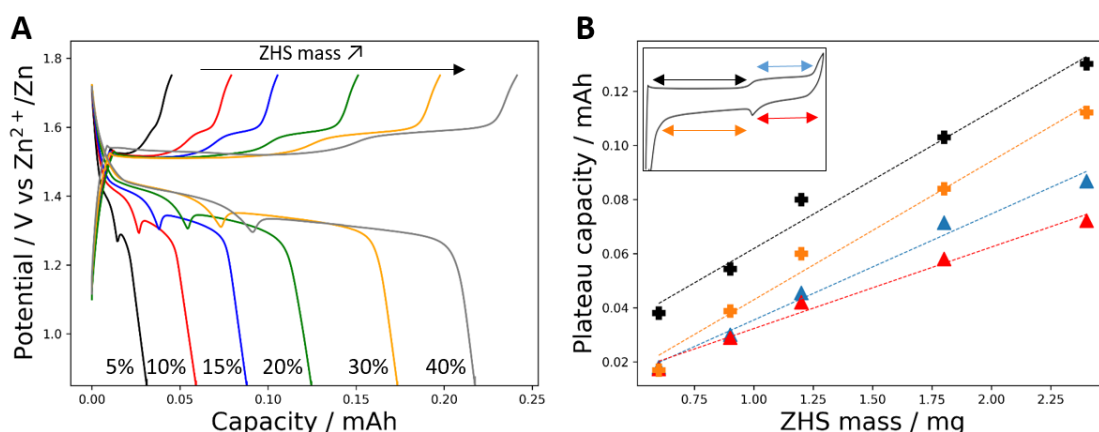 A
ZHS mass ↗
Potential / V vs Zn²⁺/Zn
1.8
1.6
1.4
1.2
1.0
5% 10% 15% 20% 30% 40%
0.00 0.05 0.10 0.15 0.20 0.25
Capacity / mAh
B
Plateau capacity / mAh
0.12
0.10
0.08
0.06
0.04
0.02
0.75 1.00 1.25 1.50 1.75 2.00 2.25
ZHS mass / mg